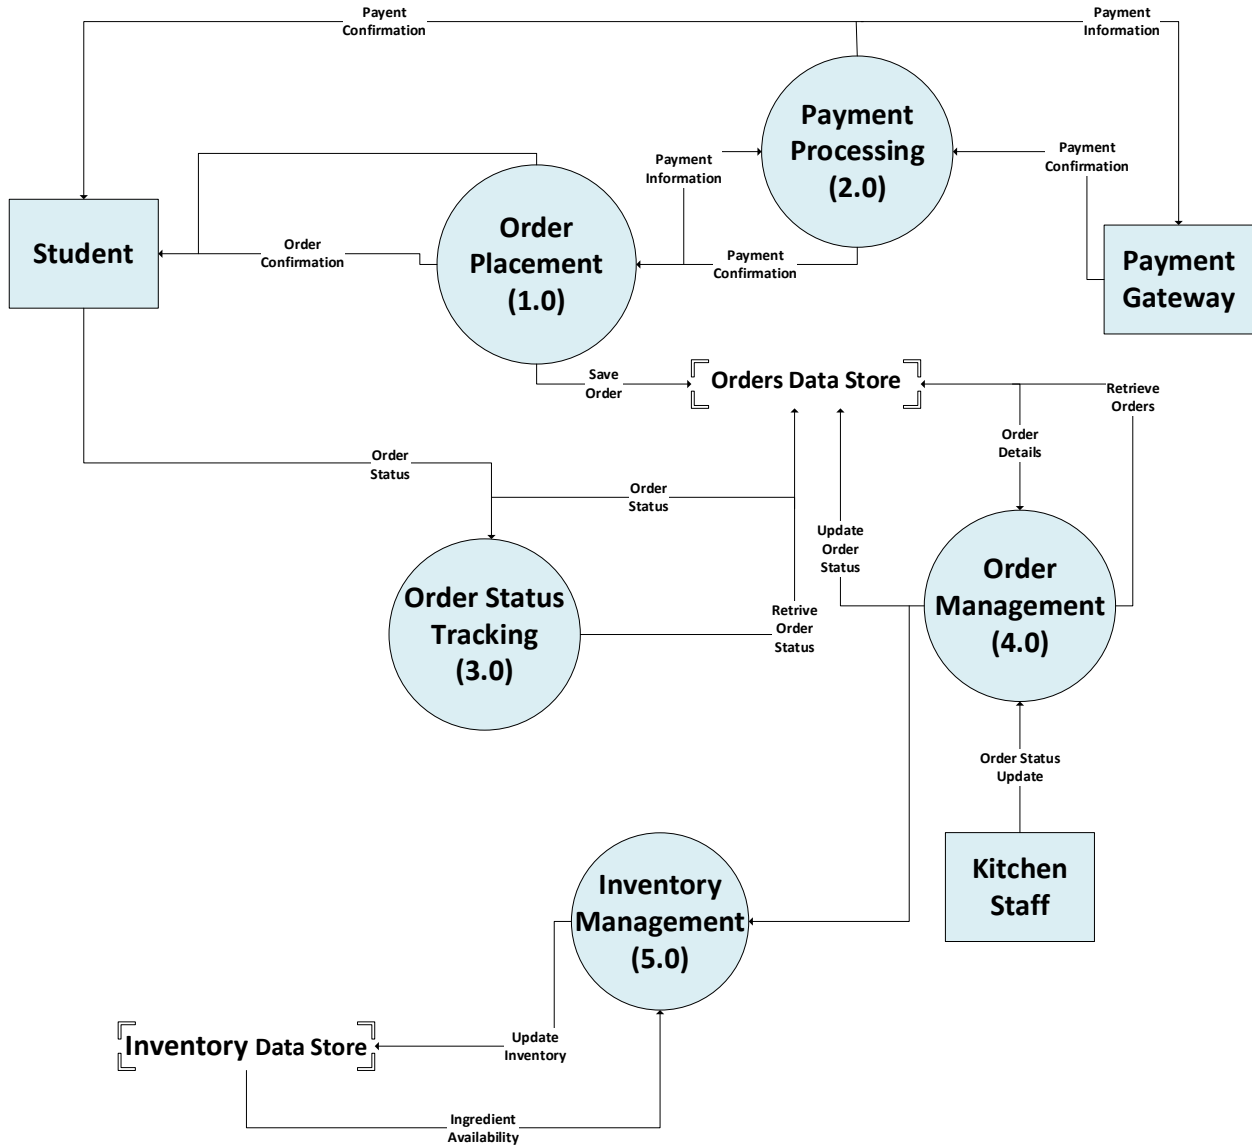 Payent
Confirmation
Payment
Information
Payment
Processing
(2.0)
Payment
Information
Payment
Confirmation
Student
Order
Confirmation
Order
Placement
(1.0)
Payment
Confirmation
Payment
Gateway
Save
Order
Orders Data Store
Retrieve
Orders
Order
Details
Order
Status
Order
Status
Update
Order
Status
Order Status
Tracking
(3.0)
Retrive
Order
Status
Order
Management
(4.0)
Order Status
Update
Kitchen
Staff
Inventory
Management
(5.0)
Inventory Data Store
Update
Inventory
Ingredient
Availability